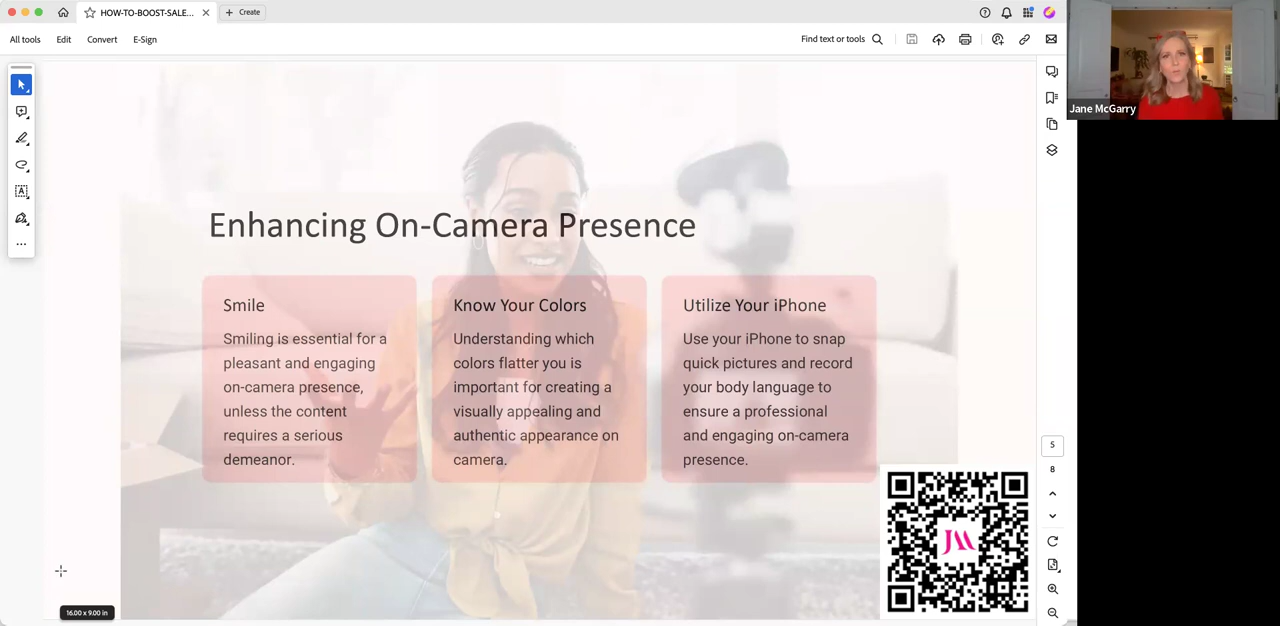 HOW-TO-BOOST-SALE...
Create
All tools
Edit
Convert
E-Sign
Find text or tools
Jane McGarry
Enhancing On-Camera Presence
Smile
Smiling is essential for a
pleasant and engaging
on-camera presence,
unless the content
requires a serious
demeanor.
Know Your Colors
Understanding which
colors flatter you is
important for creating a
visually appealing and
authentic appearance on
camera.
Utilize Your iPhone
Use your iPhone to snap
quick pictures and record
your body language to
ensure a professional
and engaging on-camera
presence.
JM
5
8
16.00 x 9.00 in